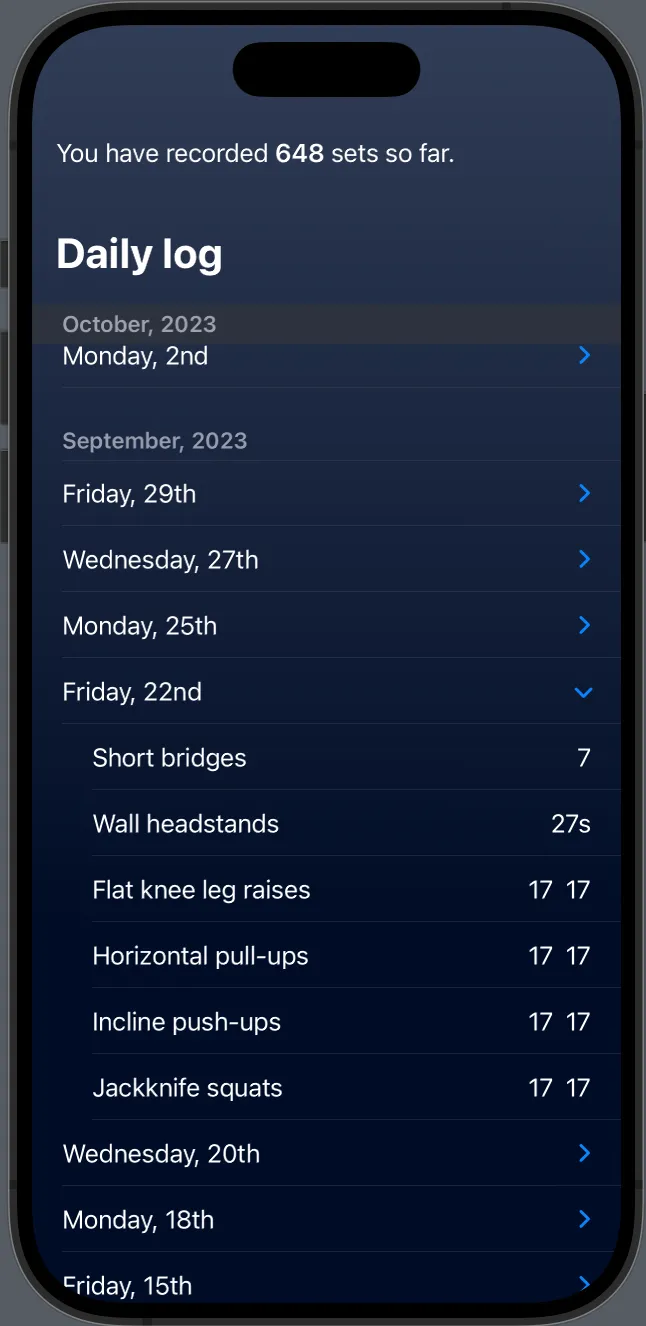 You have recorded 648 sets so far.
Daily log
October, 2023
Monday, 2nd
September, 2023
Friday, 29th
Wednesday, 27th
Monday, 25th
Friday, 22nd
Short bridges 7
Wall headstands 27s
Flat knee leg raises 17 17
Horizontal pull-ups 17 17
Incline push-ups 17 17
Jackknife squats 17 17
Wednesday, 20th
Monday, 18th
Friday, 15th